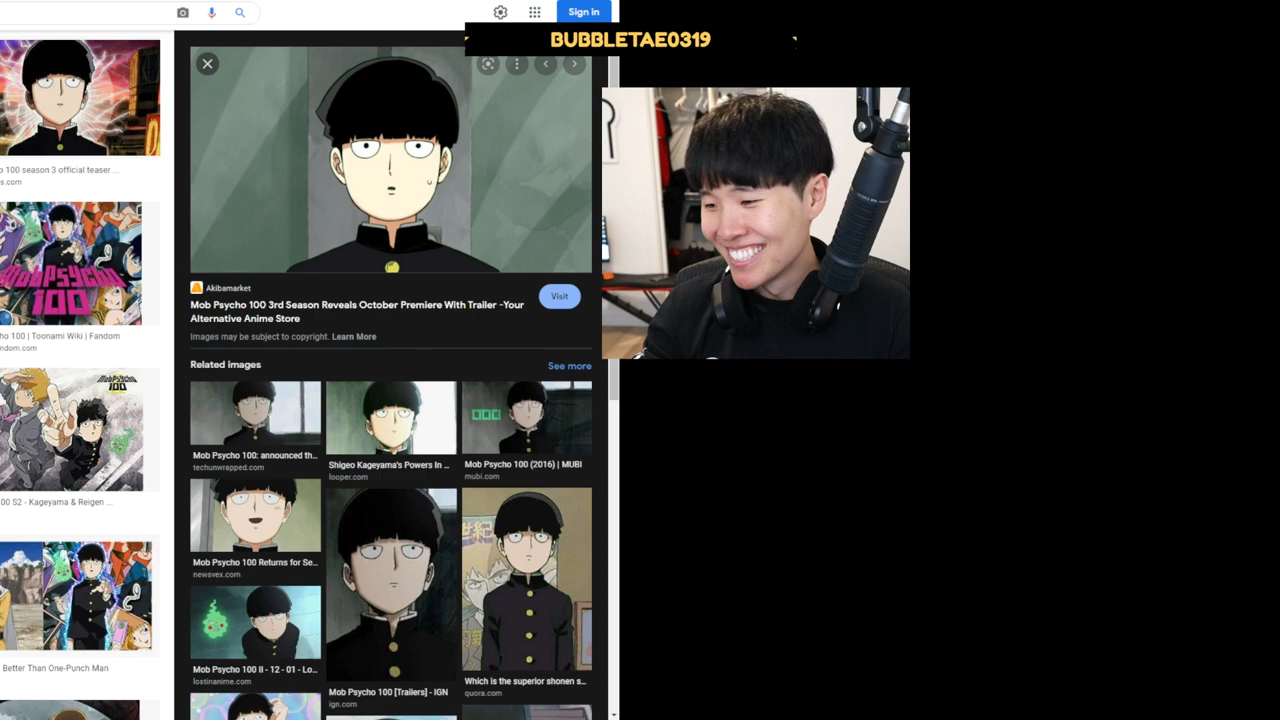 Sign in
BUBBLETAE0319
o 100 season 3 official teaser ...
s.com
MobPsycho
100
ho 100 | Toonami Wiki | Fandom
ndom.com
MobPsycho
100
00 S2 - Kageyama & Reigen ...
Better Than One-Punch Man
Akibamarket
Mob Psycho 100 3rd Season Reveals October Premiere With Trailer -Your
Alternative Anime Store
Visit
Images may be subject to copyright. Learn More
Related images
See more
Mob Psycho 100: announced th...
techunwrapped.com
Shigeo Kageyama's Powers In ...
looper.com
Mob Psycho 100 (2016) | MUBI
mubi.com
Mob Psycho 100 Returns for Se...
newsvex.com
Mob Psycho 100 II - 12 - 01 - Lo...
lostinanime.com
Mob Psycho 100 [Trailers] - IGN
ign.com
Which is the superior shonen s...
quora.com